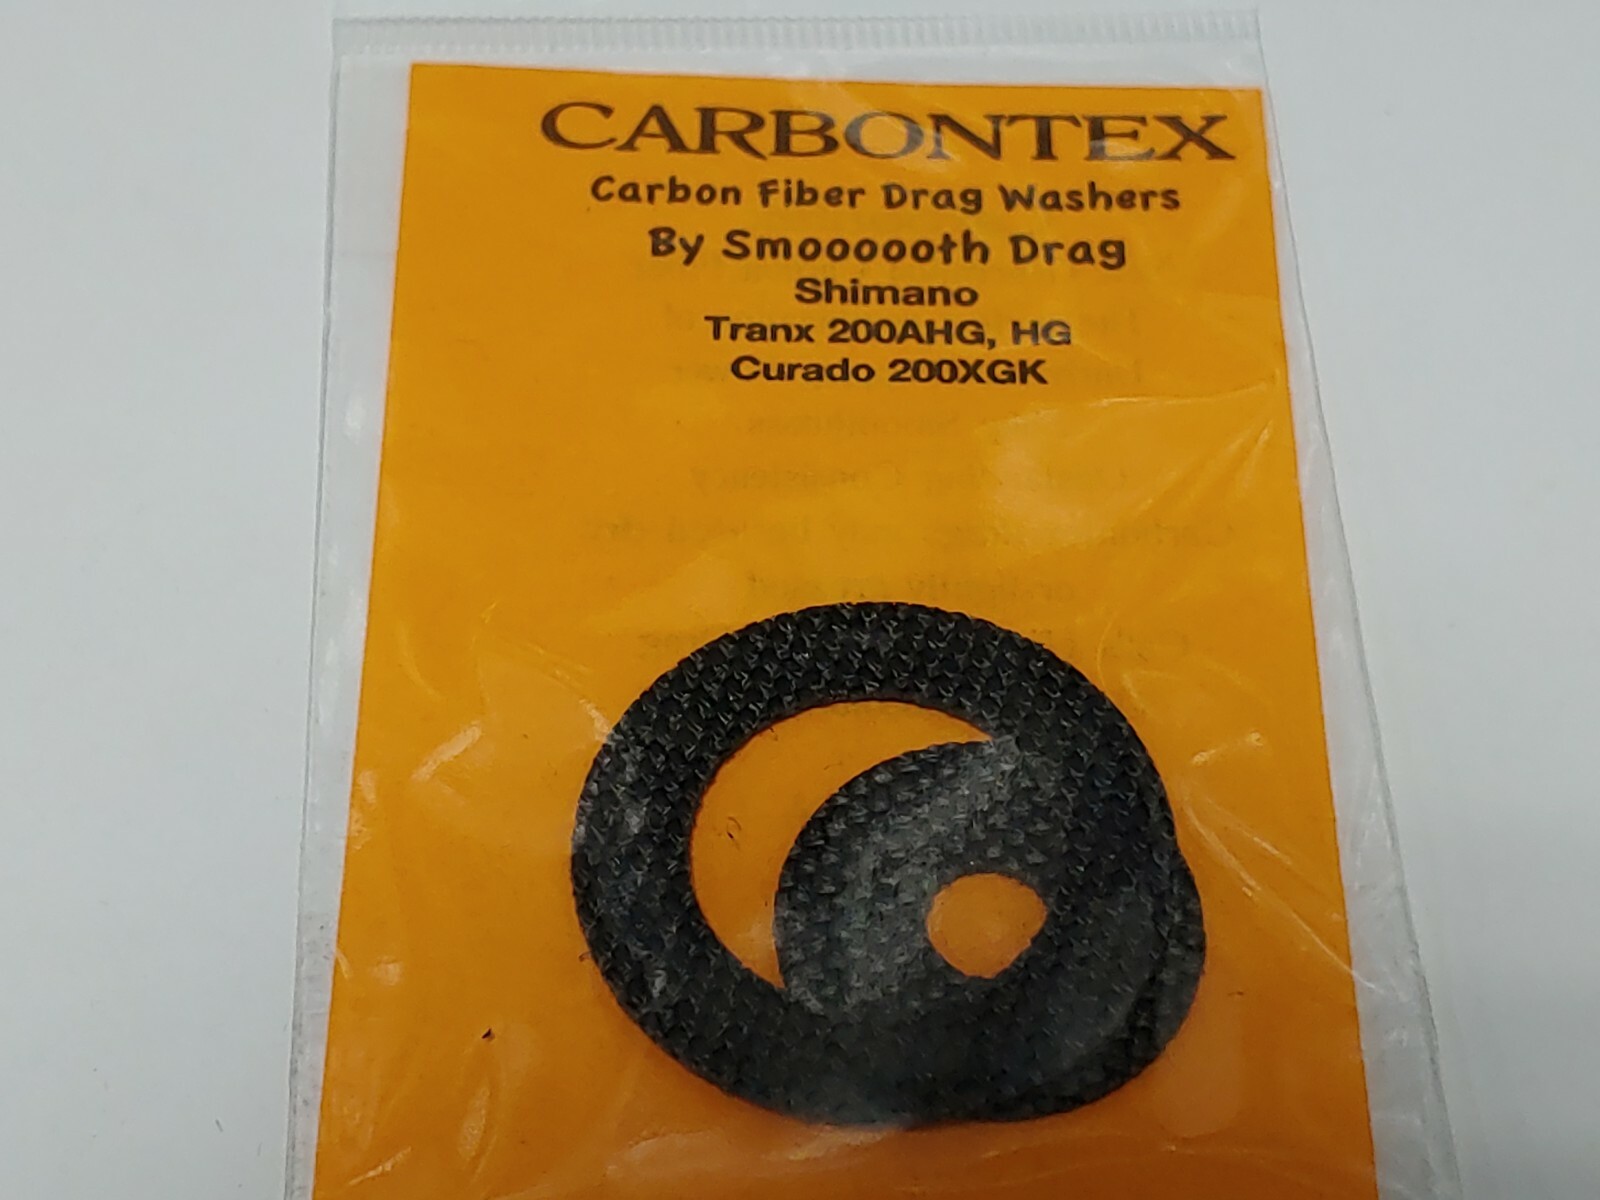 CARBONTEX
Carbon Fiber Drag Washers
By Smoooooth Drag
Shimano
Tranx 200AHG, HG
Curado 200XGK